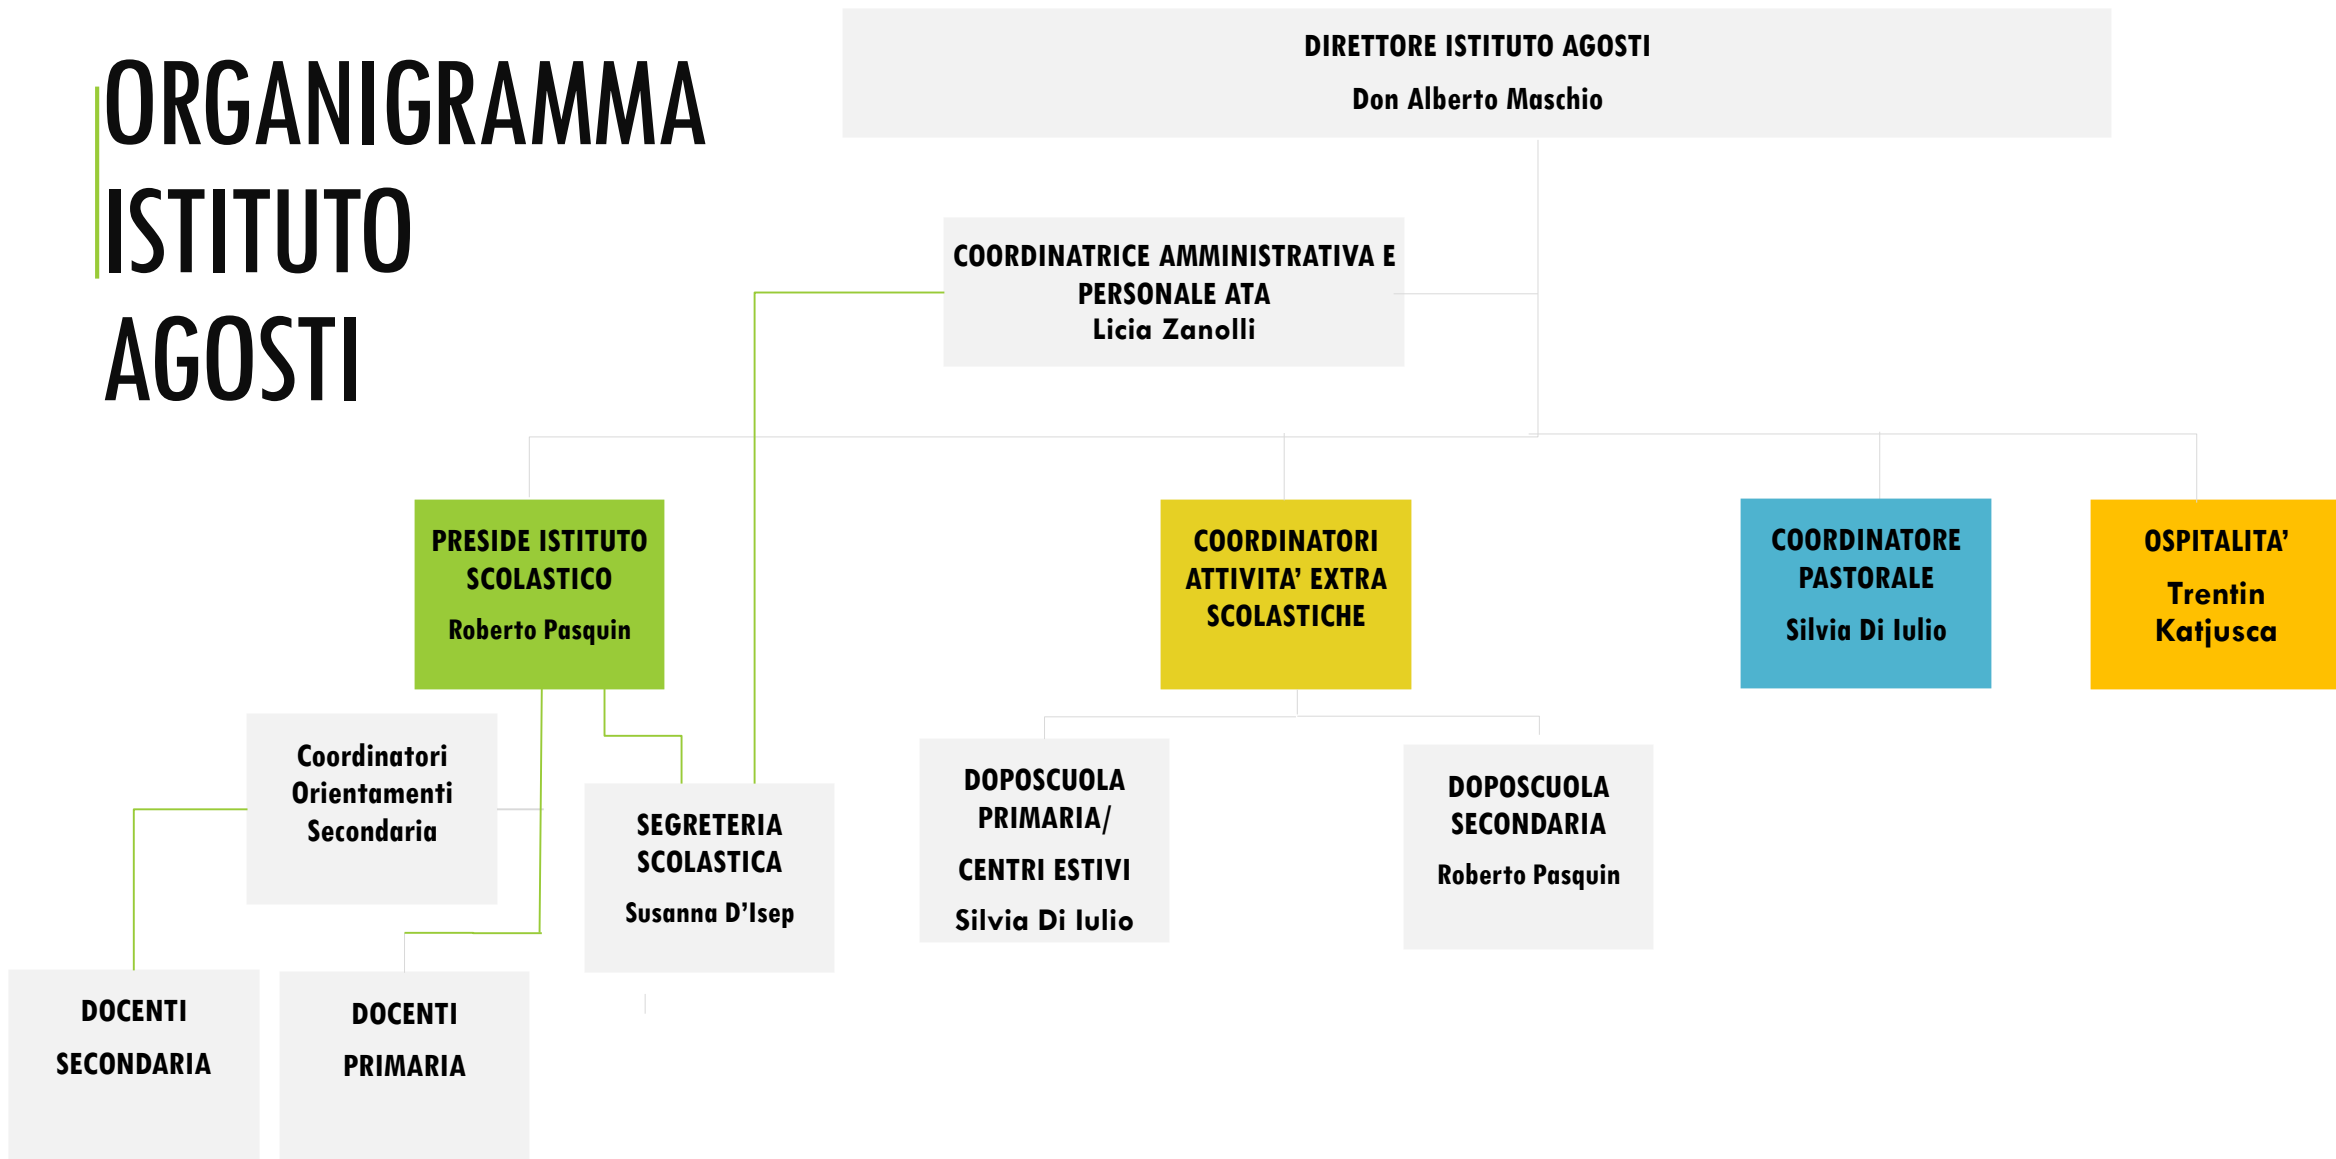 ORGANIGRAMMA
ISTITUTO
AGOSTI
DIRETTORE ISTITUTO AGOSTI
Don Alberto Maschio
COORDINATRICE AMMINISTRATIVA E
PERSONALE ATA
Licia Zanolli
PRESIDE ISTITUTO
SCOLASTICO
Roberto Pasquin
COORDINATORI
ATTIVITA’ EXTRA
SCOLASTICHE
COORDINATORE
PASTORALE
Silvia Di Iulio
OSPITALITA’
Trentin
Katjusca
Coordinatori
Orientamenti
Secondaria
SEGRETERIA
SCOLASTICA
Susanna D’Isep
DOPOSCUOLA
PRIMARIA/
CENTRI ESTIVI
Silvia Di Iulio
DOPOSCUOLA
SECONDARIA
Roberto Pasquin
DOCENTI
SECONDARIA
DOCENTI
PRIMARIA